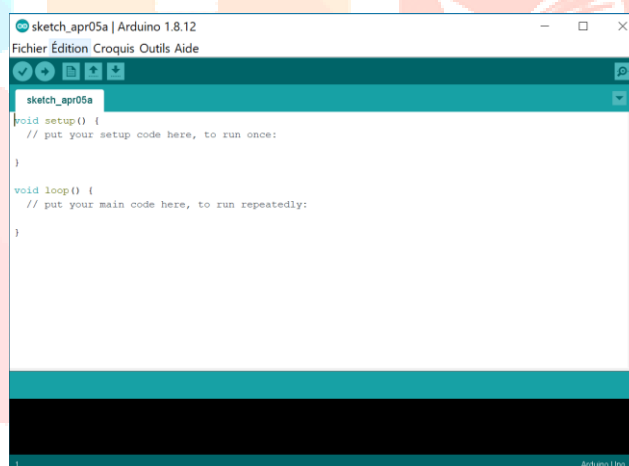 sketch_apr05a | Arduino 1.8.12
Fichier Édition Croquis Outils Aide
sketch_apr05a
void setup() {
// put your setup code here, to run once:
}
void loop() {
// put your main code here, to run repeatedly:
}
1
Arduino Uno